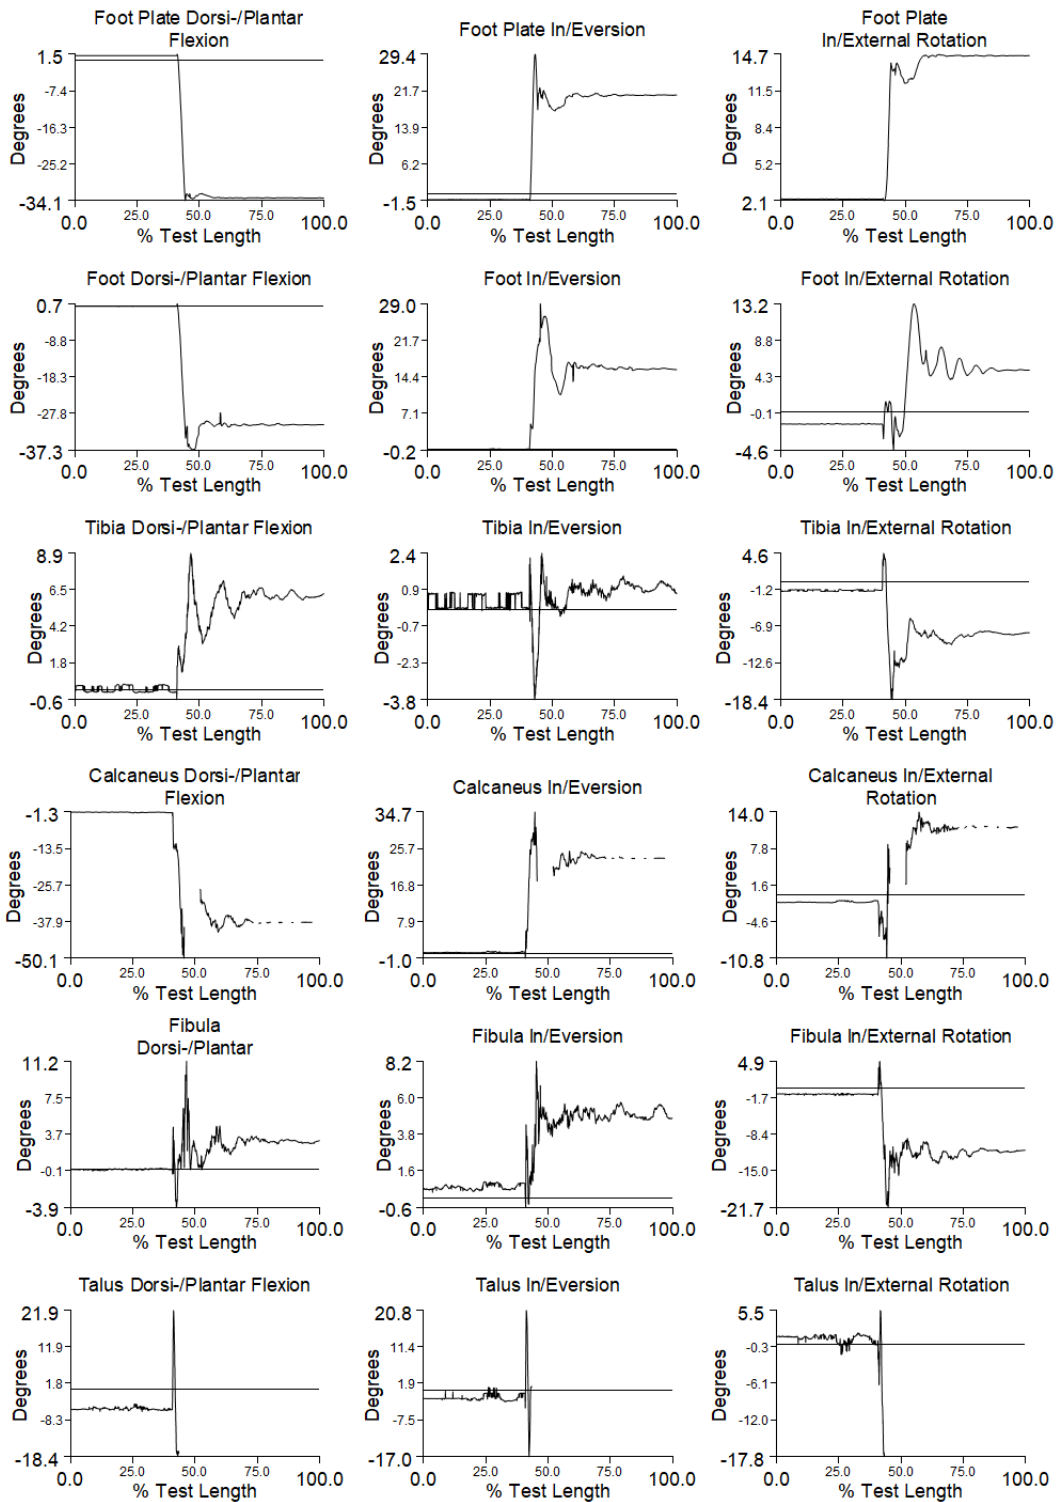 Foot Plate Dorsi-/Plantar
Flexion
1.5
-7.4
-16.3
-25.2
-34.1
Degrees
0.0 25.0 50.0 75.0 100.0
% Test Length
Foot Plate In/Eversion
29.4
21.7
13.9
6.2
-1.5
Degrees
0.0 25.0 50.0 75.0 100.0
% Test Length
Foot Plate
In/External Rotation
14.7
11.5
8.4
5.2
2.1
Degrees
0.0 25.0 50.0 75.0 100.0
% Test Length
Foot Dorsi-/Plantar Flexion
0.7
-8.8
-18.3
-27.8
-37.3
Degrees
0.0 25.0 50.0 75.0 100.0
% Test Length
Foot In/Eversion
29.0
21.7
14.4
7.1
-0.2
Degrees
0.0 25.0 50.0 75.0 100.0
% Test Length
Foot In/External Rotation
13.2
8.8
4.3
-0.1
-4.6
Degrees
0.0 25.0 50.0 75.0 100.0
% Test Length
Tibia Dorsi-/Plantar Flexion
8.9
6.5
4.2
1.8
-0.6
Degrees
0.0 25.0 50.0 75.0 100.0
% Test Length
Tibia In/Eversion
2.4
0.9
-0.7
-2.3
-3.8
Degrees
0.0 25.0 50.0 75.0 100.0
% Test Length
Tibia In/External Rotation
4.6
-1.2
-6.9
-12.6
-18.4
Degrees
0.0 25.0 50.0 75.0 100.0
% Test Length
Calcaneus Dorsi-/Plantar
Flexion
-1.3
-13.5
-25.7
-37.9
-50.1
Degrees
0.0 25.0 50.0 75.0 100.0
% Test Length
Calcaneus In/Eversion
34.7
25.7
16.8
7.9
-1.0
Degrees
0.0 25.0 50.0 75.0 100.0
% Test Length
Calcaneus In/External
Rotation
14.0
7.8
1.6
-4.6
-10.8
Degrees
0.0 25.0 50.0 75.0 100.0
% Test Length
Fibula
Dorsi-/Plantar
11.2
7.5
3.7
-0.1
-3.9
Degrees
0.0 25.0 50.0 75.0 100.0
% Test Length
Fibula In/Eversion
8.2
6.0
3.8
1.6
-0.6
Degrees
0.0 25.0 50.0 75.0 100.0
% Test Length
Fibula In/External Rotation
4.9
-1.7
-8.4
-15.0
-21.7
Degrees
0.0 25.0 50.0 75.0 100.0
% Test Length
Talus Dorsi-/Plantar Flexion
21.9
11.9
1.8
-8.3
-18.4
Degrees
0.0 25.0 50.0 75.0 100.0
% Test Length
Talus In/Eversion
20.8
11.4
1.9
-7.5
-17.0
Degrees
0.0 25.0 50.0 75.0 100.0
% Test Length
Talus In/External Rotation
5.5
-0.3
-6.1
-12.0
-17.8
Degrees
0.0 25.0 50.0 75.0 100.0
% Test Length